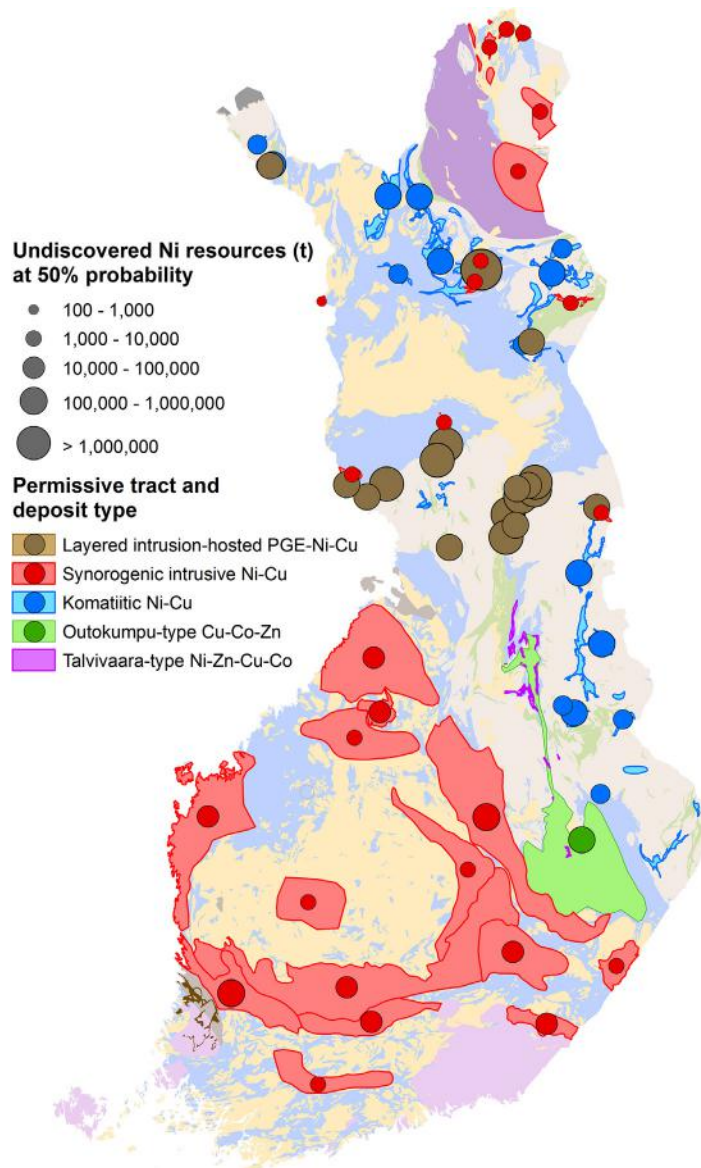 Undiscovered Ni resources (t)
at 50% probability
100 - 1,000
1,000 - 10,000
10,000 - 100,000
100,000 - 1,000,000
> 1,000,000
Permissive tract and
deposit type
Layered intrusion-hosted PGE-Ni-Cu
Synorogenic intrusive Ni-Cu
Komatiitic Ni-Cu
Outokumpu-type Cu-Co-Zn
Talvivaara-type Ni-Zn-Cu-Co